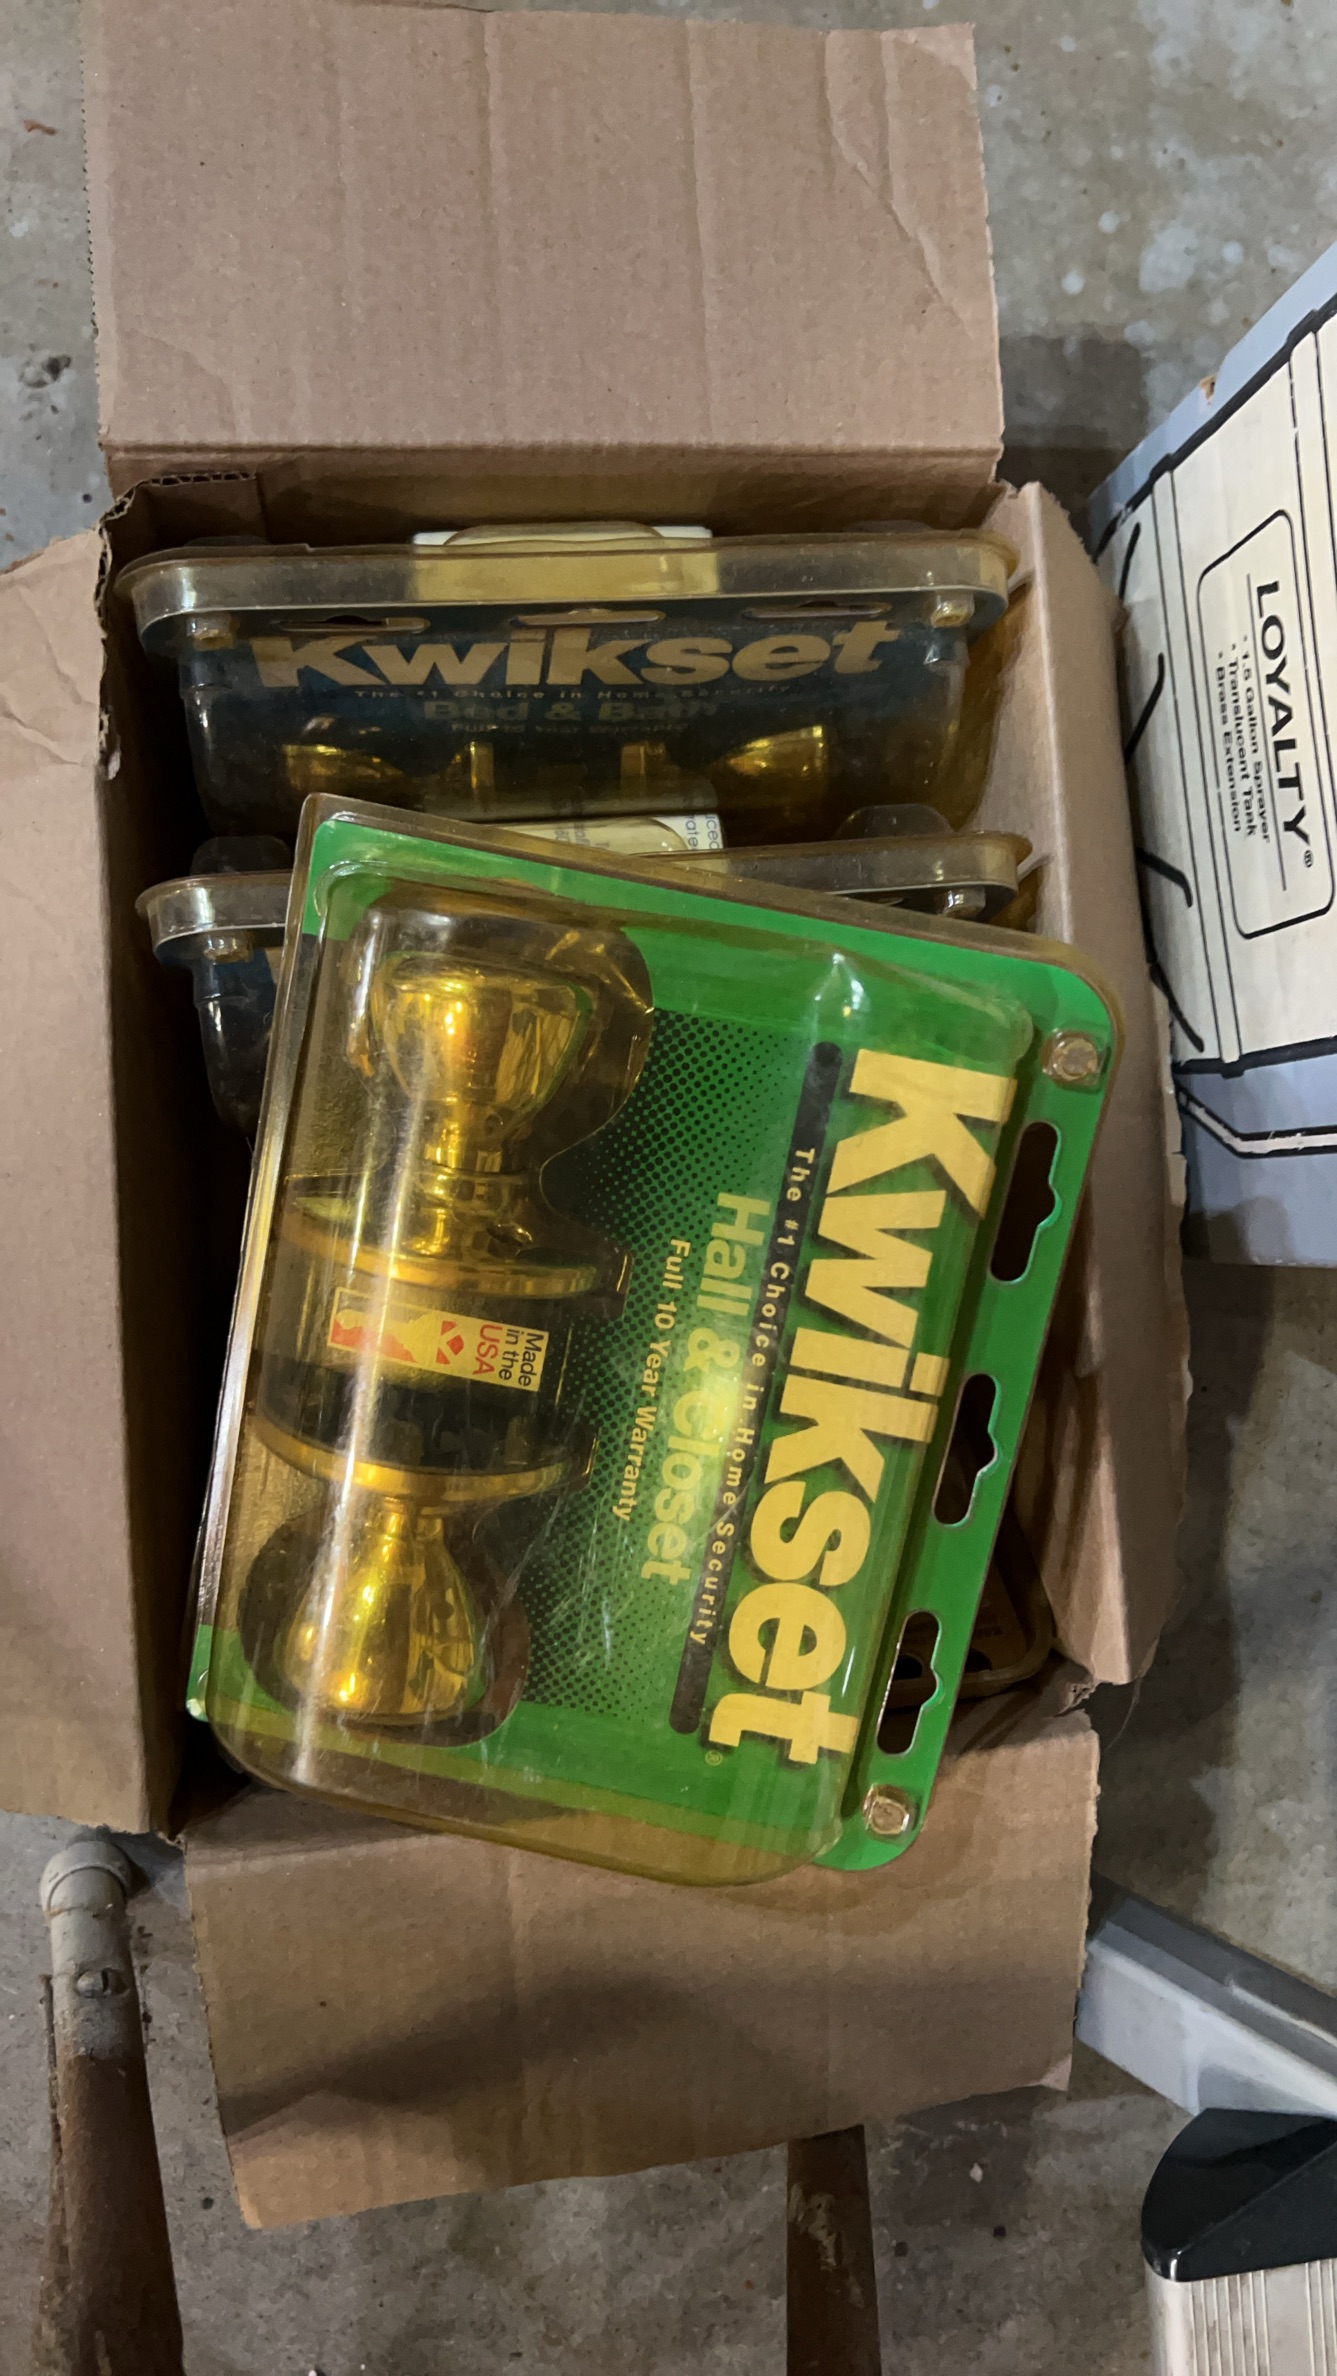 Kwikset
The #1 Choice in Home Security
Bed & Bath
Full 10 Year Warranty
Kwikset®
The #1 Choice in Home Security
Hall & Closet
Full 10 Year Warranty
Made
in the
USA
LOYALTY®
• 1.5 Gallon Sprayer
• Translucent Tank
• Brass Extension